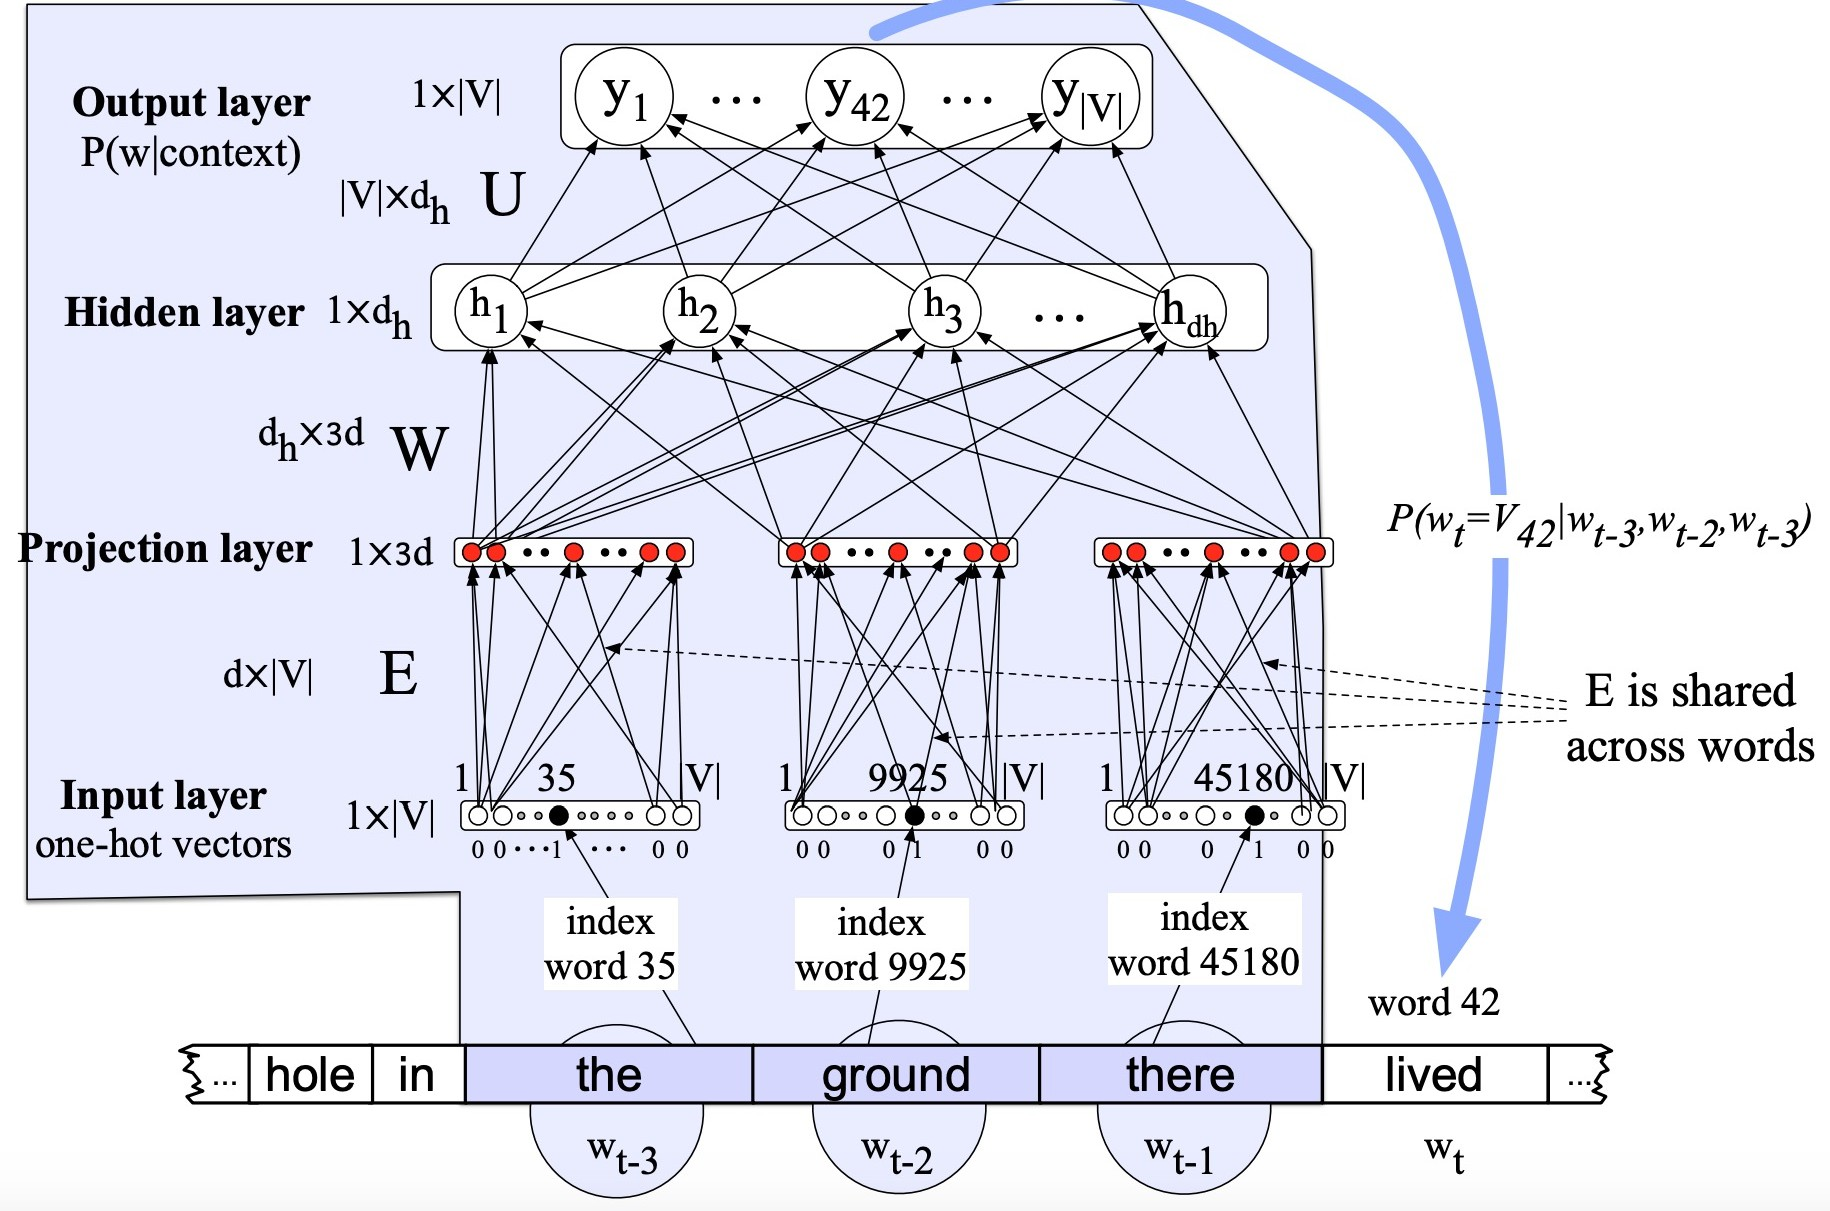 Output layer 1×|V|
P(w|context)
y1 ... y42 ... y|V|
|V|×dh U
Hidden layer 1×dh
h1 h2 h3 ... hdh
dh×3d W
P(wt=V42|wt-3,wt-2,wt-3)
Projection layer 1×3d
d×|V| E
E is shared
across words
1 35 |V| 1 9925 |V| 1 45180 |V|
Input layer 1×|V|
one-hot vectors
0 0 ...1 ... 0 0 0 0 0 1 0 0 0 0 0 1 0 0
index
word 35
index
word 9925
index
word 45180
word 42
... hole in the ground there lived ...
wt-3 wt-2 wt-1 wt